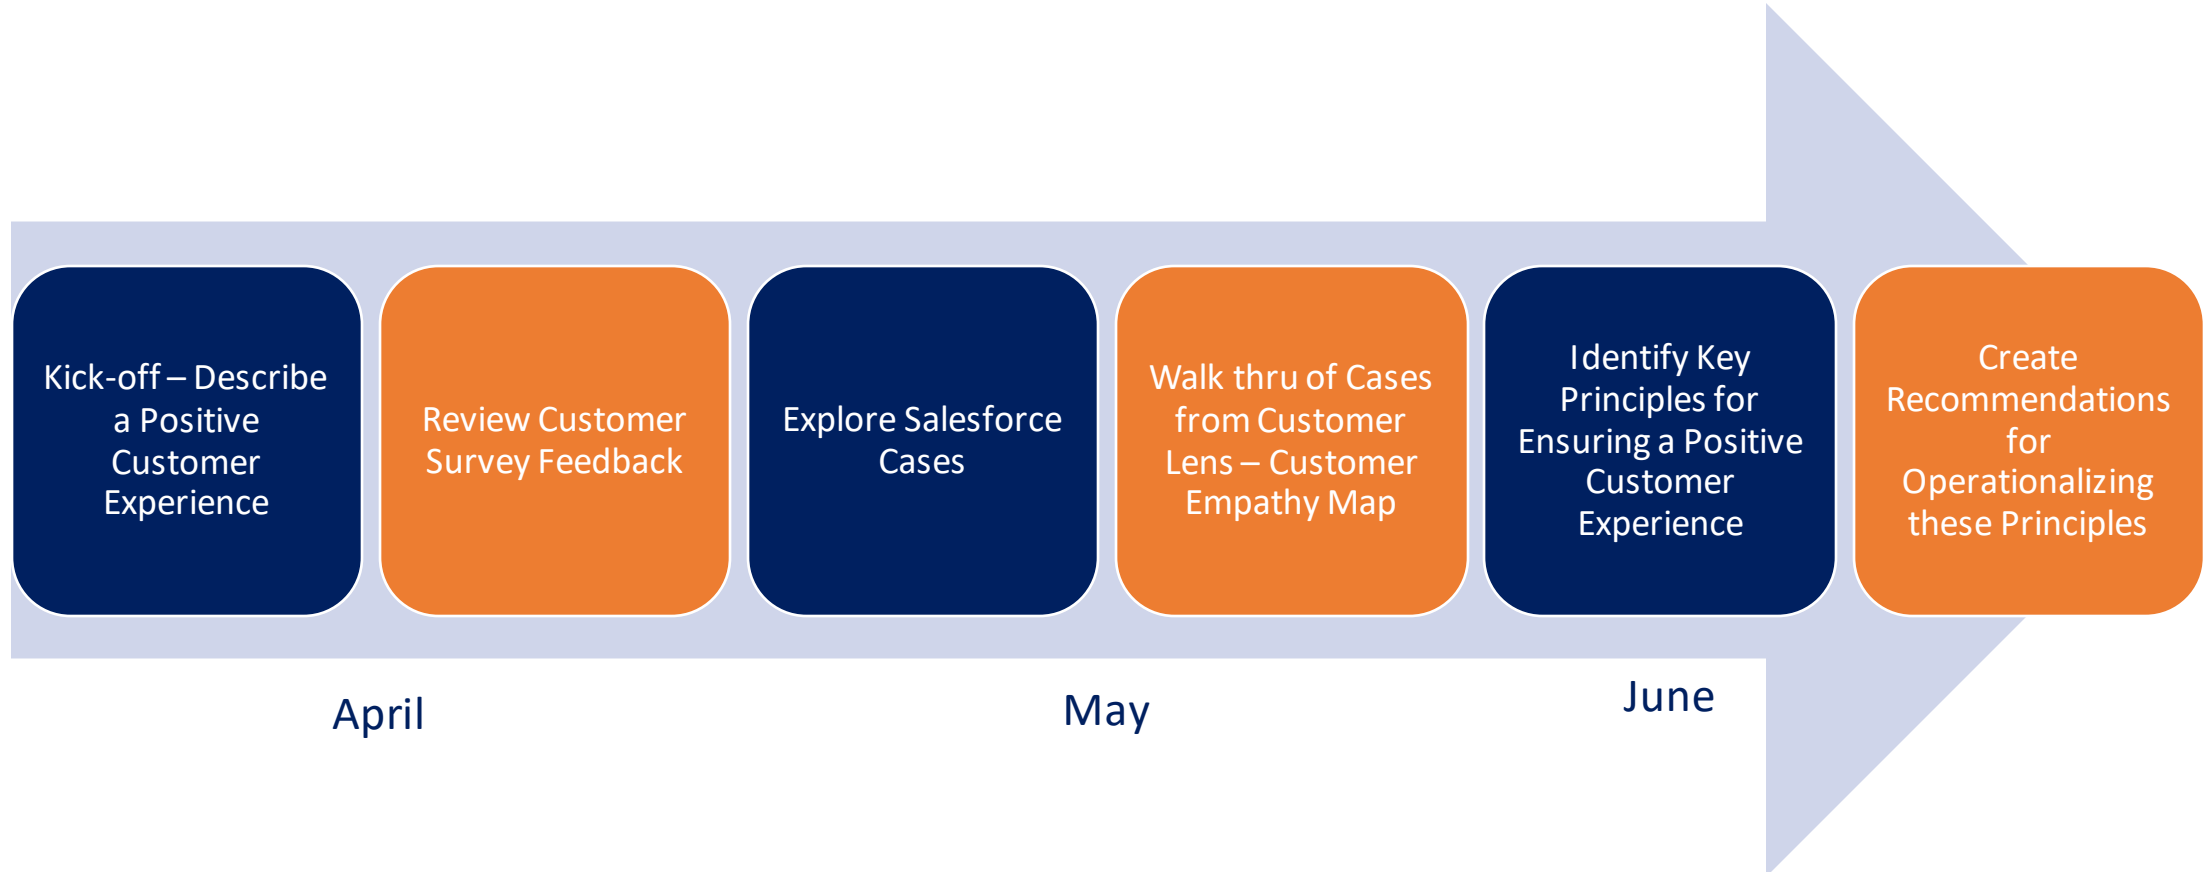 Kick-off – Describe
a Positive
Customer
Experience
Review Customer
Survey Feedback
Explore Salesforce
Cases
Walk thru of Cases
from Customer
Lens – Customer
Empathy Map
Identify Key
Principles for
Ensuring a Positive
Customer
Experience
Create
Recommendations
for
Operationalizing
these Principles
April
May
June